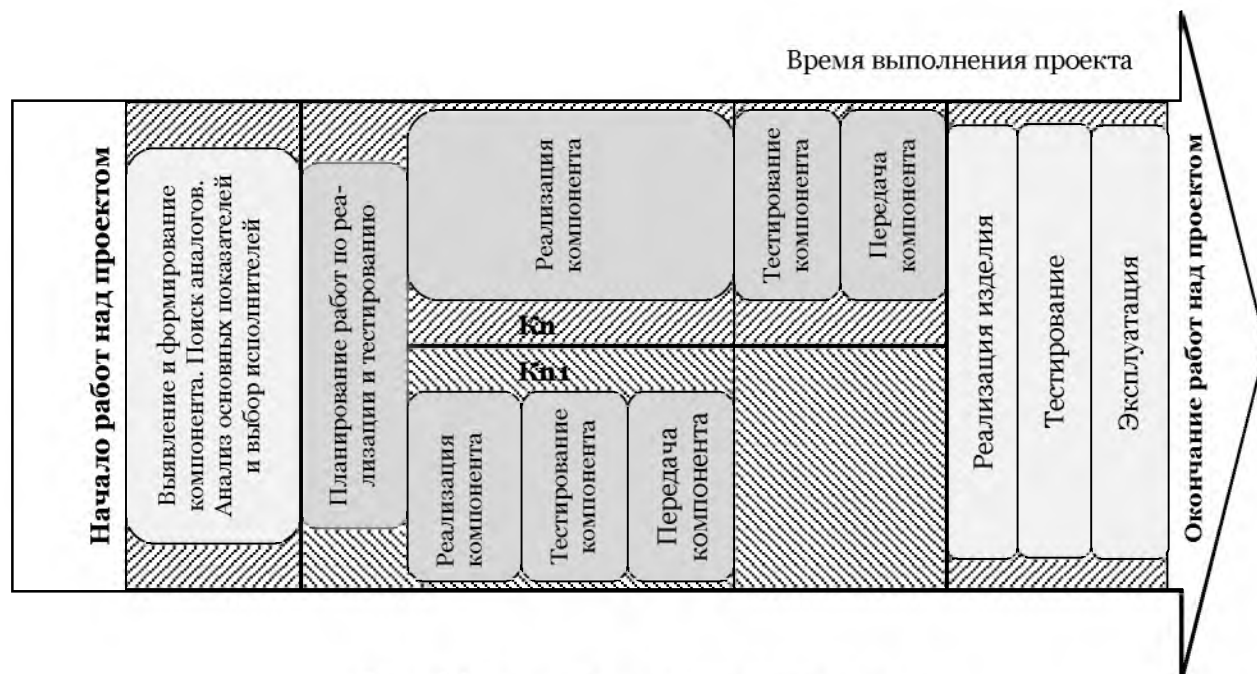 Время выполнения проекта
Начало работ над проектом
Выявление и формирование
компонента. Поиск аналогов.
Анализ основных показателей
и выбор исполнителей
Планирование работ по реа-
лизации и тестированию
Реализация
компонента
Kn
Kn1
Реализация
компонента
Тестирование
компонента
Передача
компонента
Тестирование
компонента
Передача
компонента
Реализация изделия
Тестирование
Эксплуатация
Окончание работ над проектом